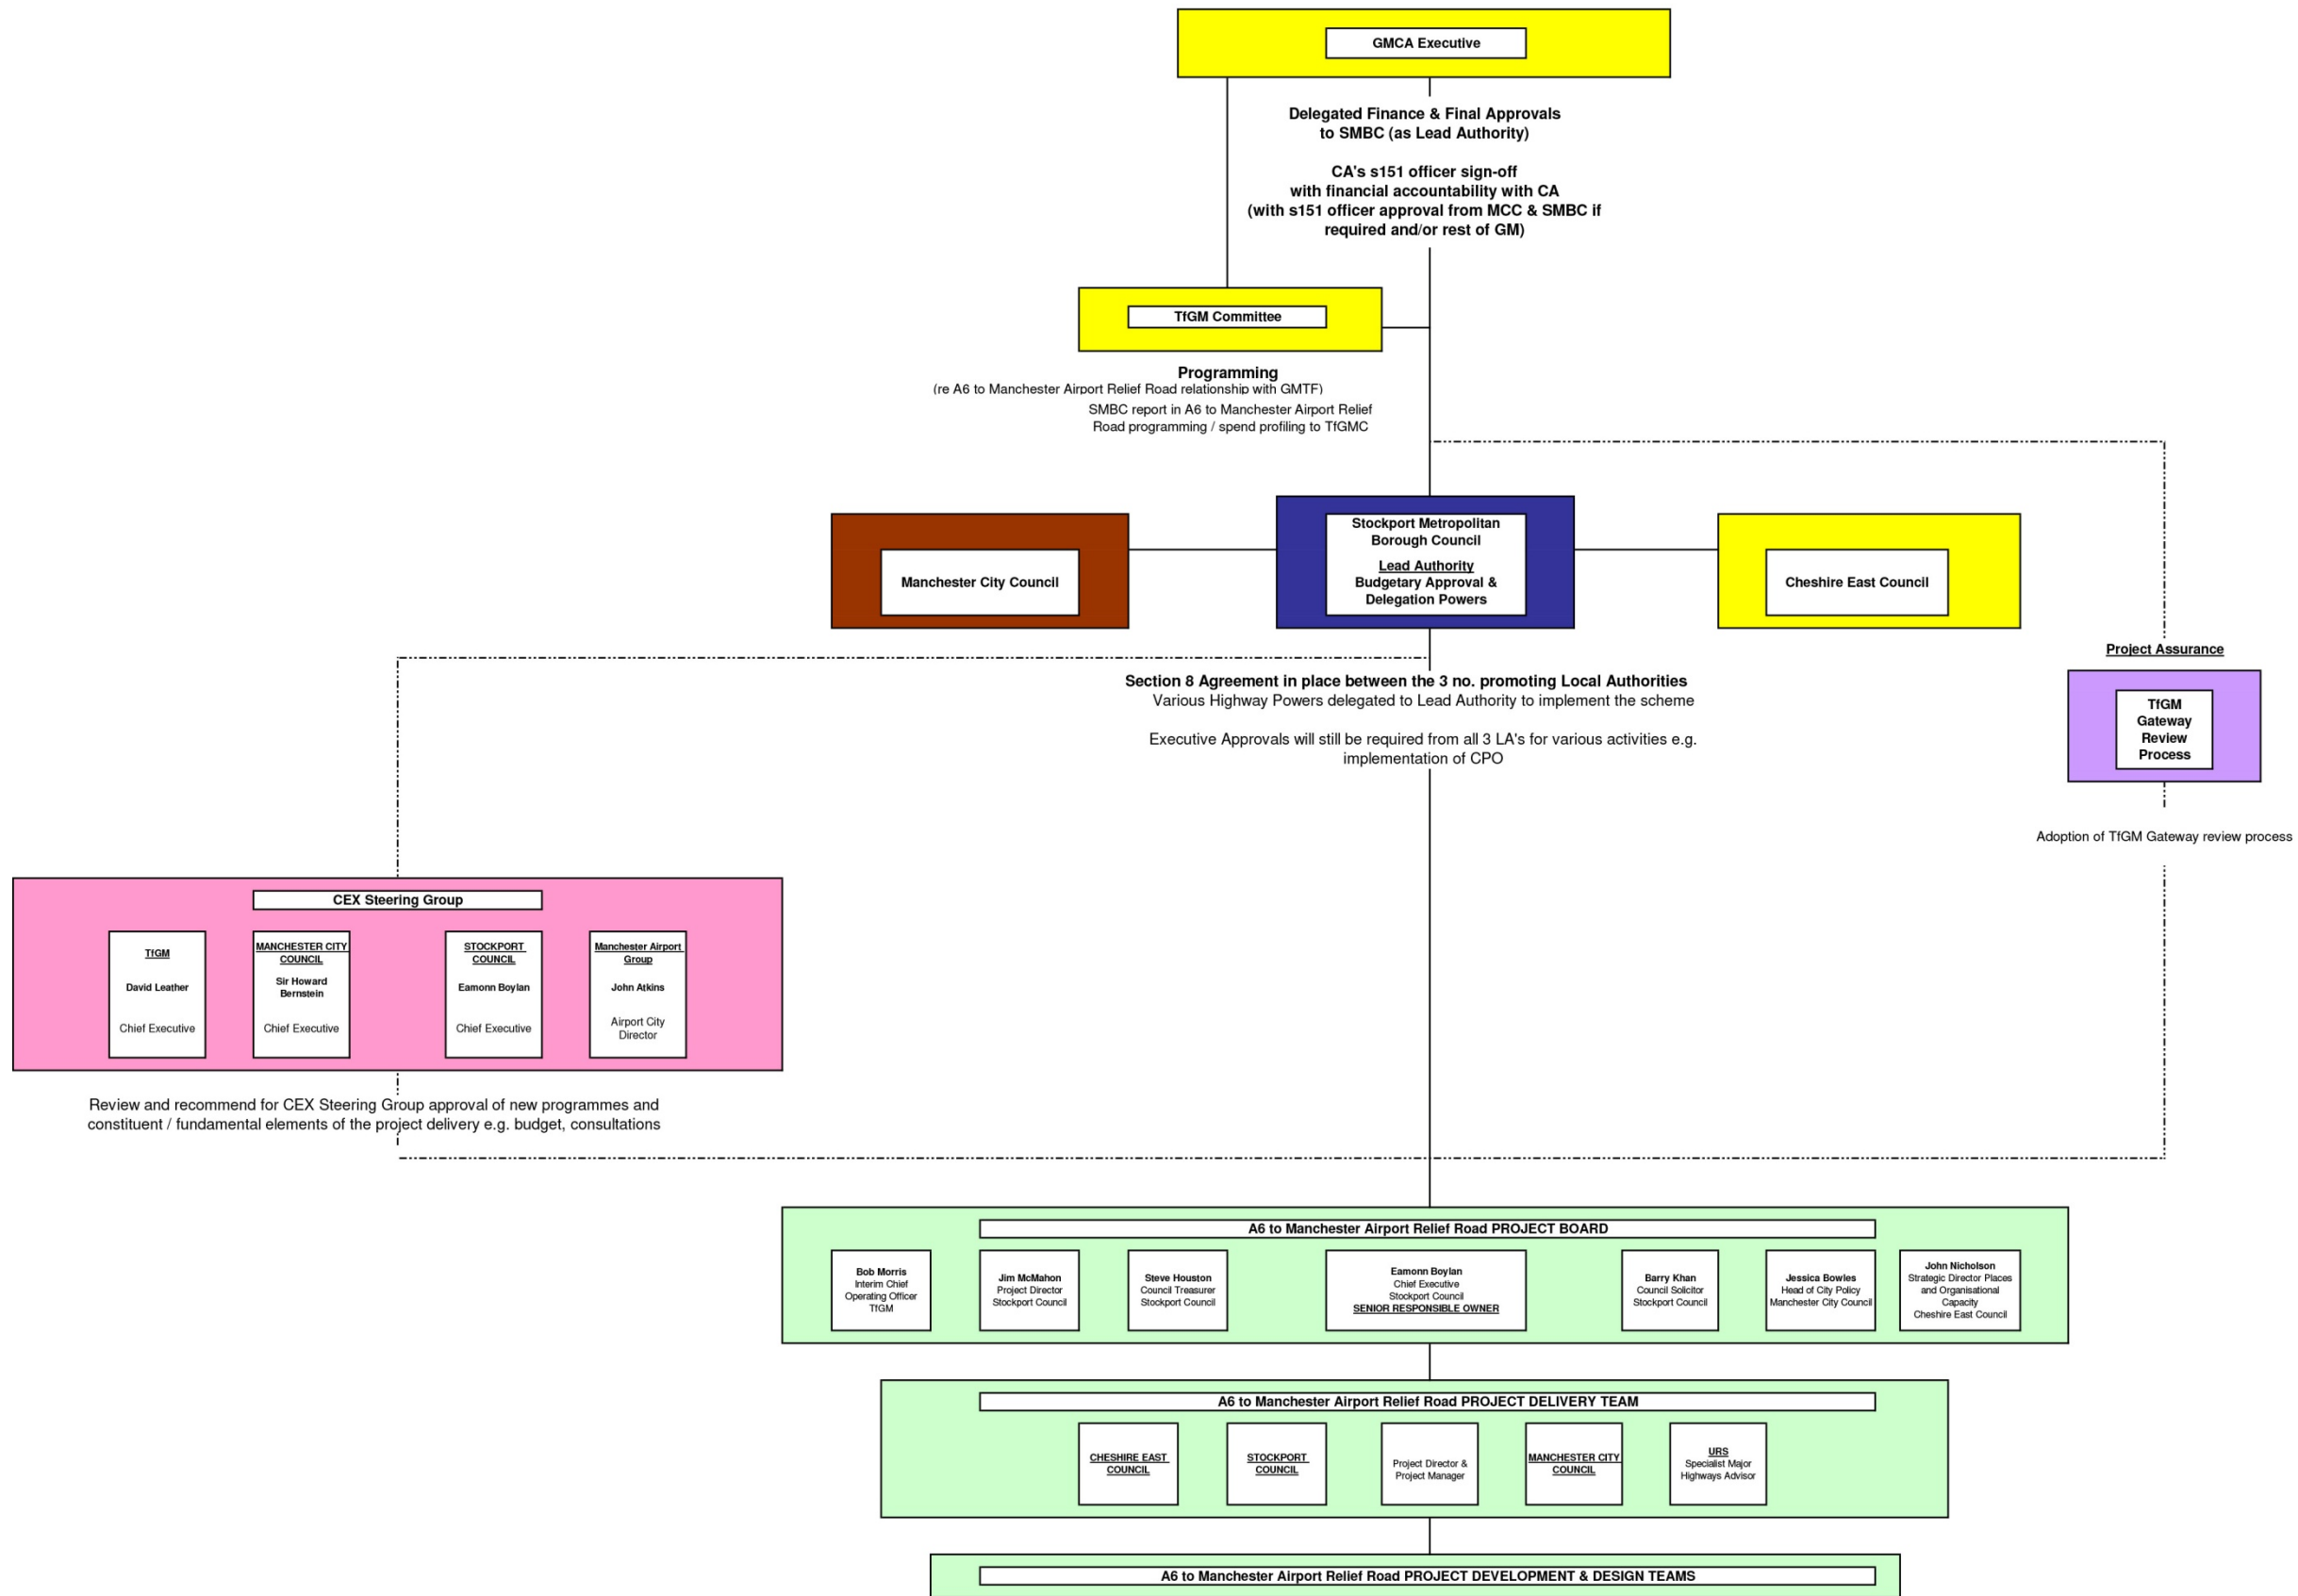 GMCA Executive
Delegated Finance & Final Approvals
to SMBC (as Lead Authority)
CA's s151 officer sign-off
with financial accountability with CA
(with s151 officer approval from MCC & SMBC if
required and/or rest of GM)
TfGM Committee
Programming
(re A6 to Manchester Airport Relief Road relationship with GMTF)
SMBC report in A6 to Manchester Airport Relief
Road programming / spend profiling to TfGMC
Manchester City Council
Stockport Metropolitan
Borough Council
Lead Authority
Budgetary Approval &
Delegation Powers
Cheshire East Council
Project Assurance
TfGM
Gateway
Review
Process
Adoption of TfGM Gateway review process
Section 8 Agreement in place between the 3 no. promoting Local Authorities
Various Highway Powers delegated to Lead Authority to implement the scheme
Executive Approvals will still be required from all 3 LA's for various activities e.g.
implementation of CPO
CEX Steering Group
TfGM
David Leather
Chief Executive
MANCHESTER CITY
COUNCIL
Sir Howard
Bernstein
Chief Executive
STOCKPORT
COUNCIL
Eamonn Boylan
Chief Executive
Manchester Airport
Group
John Atkins
Airport City
Director
Review and recommend for CEX Steering Group approval of new programmes and
constituent / fundamental elements of the project delivery e.g. budget, consultations
A6 to Manchester Airport Relief Road PROJECT BOARD
Bob Morris
Interim Chief
Operating Officer
TfGM
Jim McMahon
Project Director
Stockport Council
Steve Houston
Council Treasurer
Stockport Council
Eamonn Boylan
Chief Executive
Stockport Council
SENIOR RESPONSIBLE OWNER
Barry Khan
Council Solicitor
Stockport Council
Jessica Bowles
Head of City Policy
Manchester City Council
John Nicholson
Strategic Director Places
and Organisational
Capacity
Cheshire East Council
A6 to Manchester Airport Relief Road PROJECT DELIVERY TEAM
CHESHIRE EAST
COUNCIL
STOCKPORT
COUNCIL
Project Director &
Project Manager
MANCHESTER CITY
COUNCIL
URS
Specialist Major
Highways Advisor
A6 to Manchester Airport Relief Road PROJECT DEVELOPMENT & DESIGN TEAMS